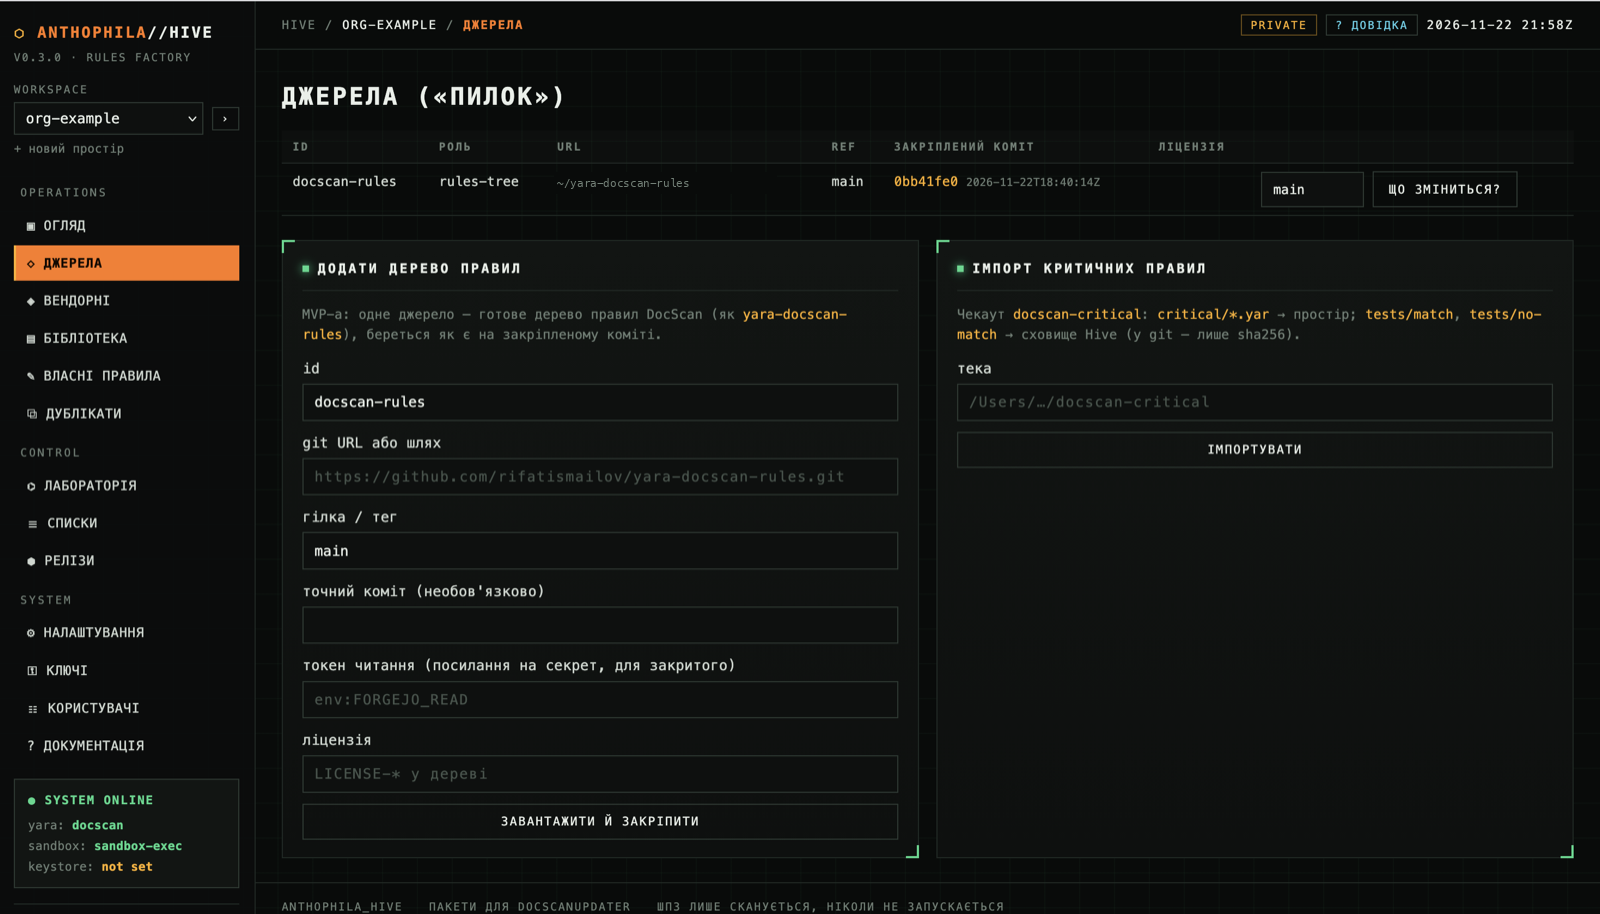 ANTHOPHILA//HIVE
V0.3.0 · RULES FACTORY
WORKSPACE
org-example
›
+ новий простір
OPERATIONS
ОГЛЯД
ДЖЕРЕЛА
ВЕНДОРНІ
БІБЛІОТЕКА
ВЛАСНІ ПРАВИЛА
ДУБЛІКАТИ
CONTROL
ЛАБОРАТОРІЯ
СПИСКИ
РЕЛІЗИ
SYSTEM
НАЛАШТУВАННЯ
КЛЮЧІ
КОРИСТУВАЧІ
? ДОКУМЕНТАЦІЯ
SYSTEM ONLINE
yara: docscan
sandbox: sandbox-exec
keystore: not set
HIVE / ORG-EXAMPLE / ДЖЕРЕЛА
PRIVATE ? ДОВІДКА 2026-11-22 21:58Z
ДЖЕРЕЛА («ПИЛОК»)
ID РОЛЬ URL REF ЗАКРІПЛЕНИЙ КОМІТ ЛІЦЕНЗІЯ
docscan-rules rules-tree ~/yara-docscan-rules main 0bb41fe0 2026-11-22T18:40:14Z main ЩО ЗМІНИТЬСЯ?
ДОДАТИ ДЕРЕВО ПРАВИЛ
MVP-a: одне джерело — готове дерево правил DocScan (як yara-docscan-
rules), береться як є на закріпленому коміті.
id
docscan-rules
git URL або шлях
https://github.com/rifatismailov/yara-docscan-rules.git
гілка / тег
main
точний коміт (необов'язково)
токен читання (посилання на секрет, для закритого)
env:FORGEJO_READ
ліцензія
LICENSE-* у дереві
ЗАВАНТАЖИТИ Й ЗАКРІПИТИ
ІМПОРТ КРИТИЧНИХ ПРАВИЛ
Чекаут docscan-critical: critical/*.yar → простір; tests/match, tests/no-
match → сховище Hive (у git — лише sha256).
тека
/Users/…/docscan-critical
ІМПОРТУВАТИ
ANTHOPHILA_HIVE ПАКЕТИ ДЛЯ DOCSCANUPDATER ШПЗ ЛИШЕ СКАНУЄТЬСЯ, НІКОЛИ НЕ ЗАПУСКАЄТЬСЯ